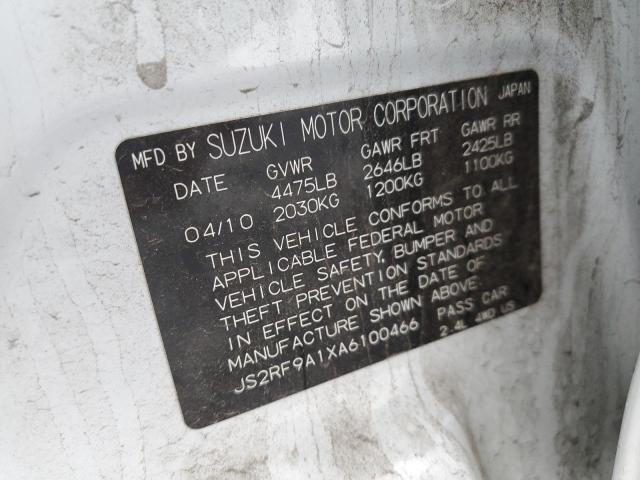 MFD BY SUZUKI MOTOR CORPORATION JAPAN
DATE GVWR GAWR FRT GAWR RR
4475LB 2646LB 2425LB
04/10 2030KG 1200KG 1100KG
THIS VEHICLE CONFORMS TO ALL
APPLICABLE FEDERAL MOTOR
VEHICLE SAFETY, BUMPER AND
THEFT PREVENTION STANDARDS
IN EFFECT ON THE DATE OF
MANUFACTURE SHOWN ABOVE.
JS2RF9A1XA6100466 PASS CAR
2.4L 4WD US